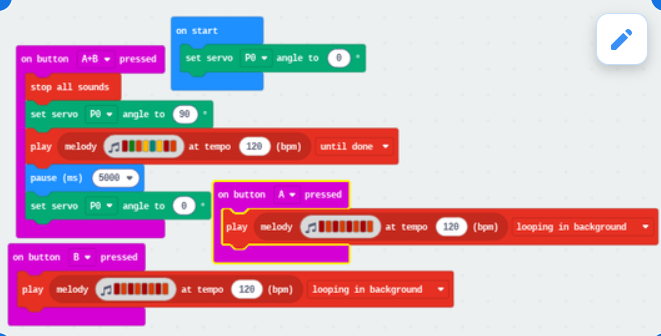 on start
set servo P0 angle to 0 °
on button A+B pressed
stop all sounds
set servo P0 angle to 90 °
play melody at tempo 120 (bpm) until done
pause (ms) 5000
set servo P0 angle to 0 °
on button A pressed
play melody at tempo 120 (bpm) looping in background
on button B pressed
play melody at tempo 120 (bpm) looping in background